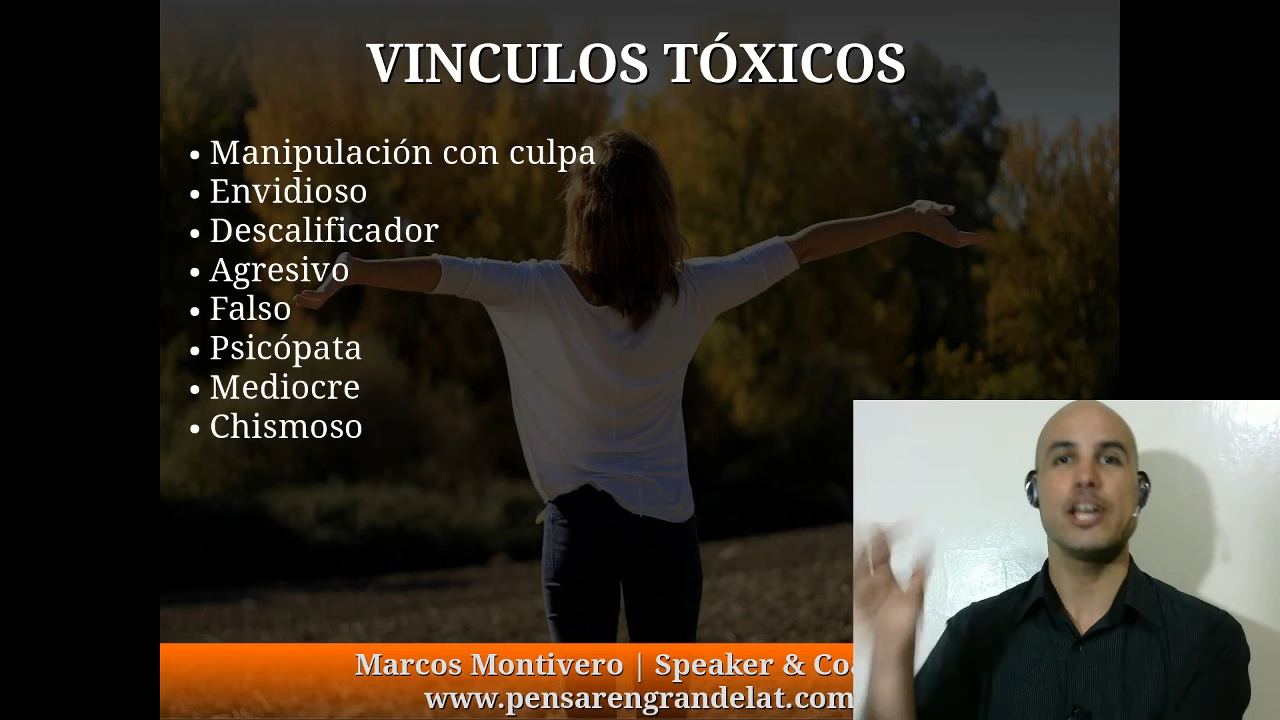 VINCULOS TÓXICOS
• Manipulación con culpa
• Envidioso
• Descalificador
• Agresivo
• Falso
• Psicópata
• Mediocre
• Chismoso
Marcos Montivero | Speaker &
www.pensarengrandelat.com